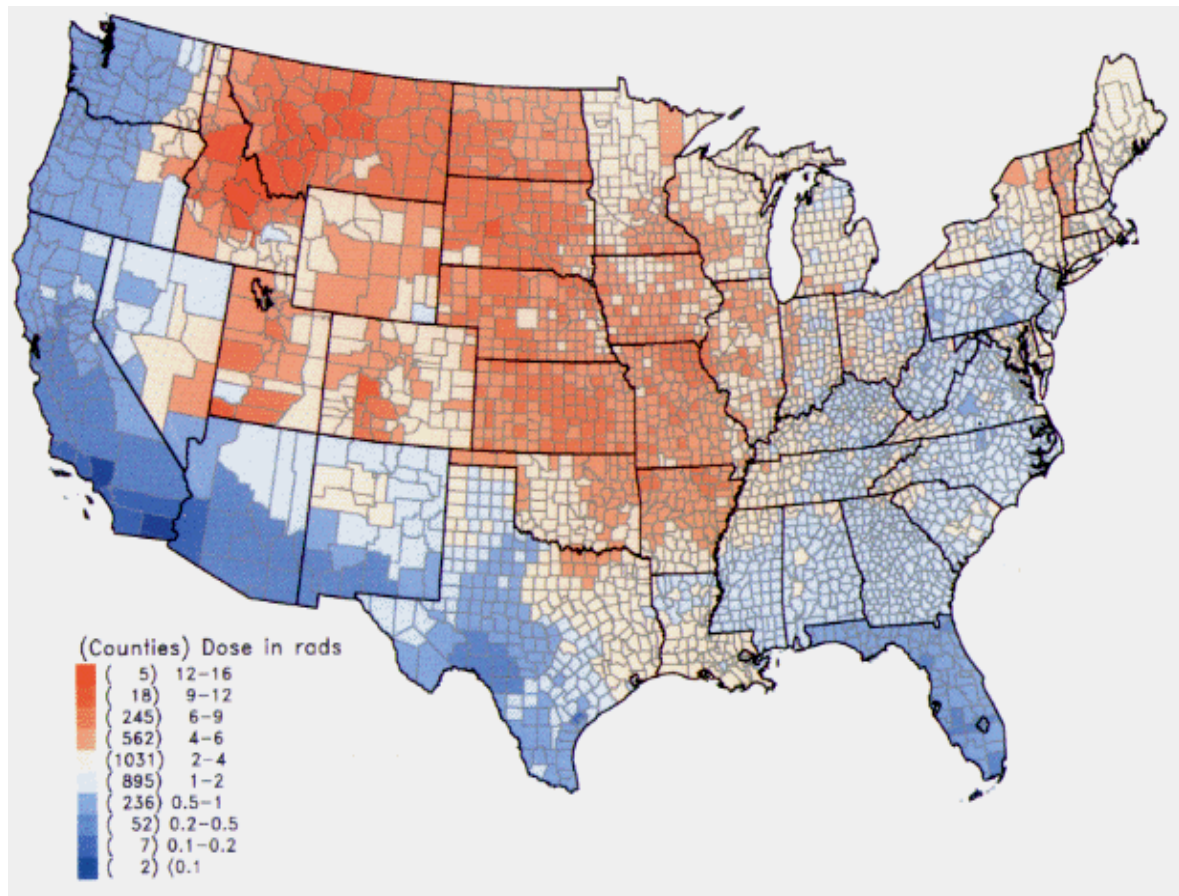 (Counties) Dose in rads
( 5) 12-16
( 18) 9-12
(245) 6-9
(562) 4-6
(1031) 2-4
(895) 1-2
(236) 0.5-1
( 52) 0.2-0.5
( 7) 0.1-0.2
( 2) (0.1